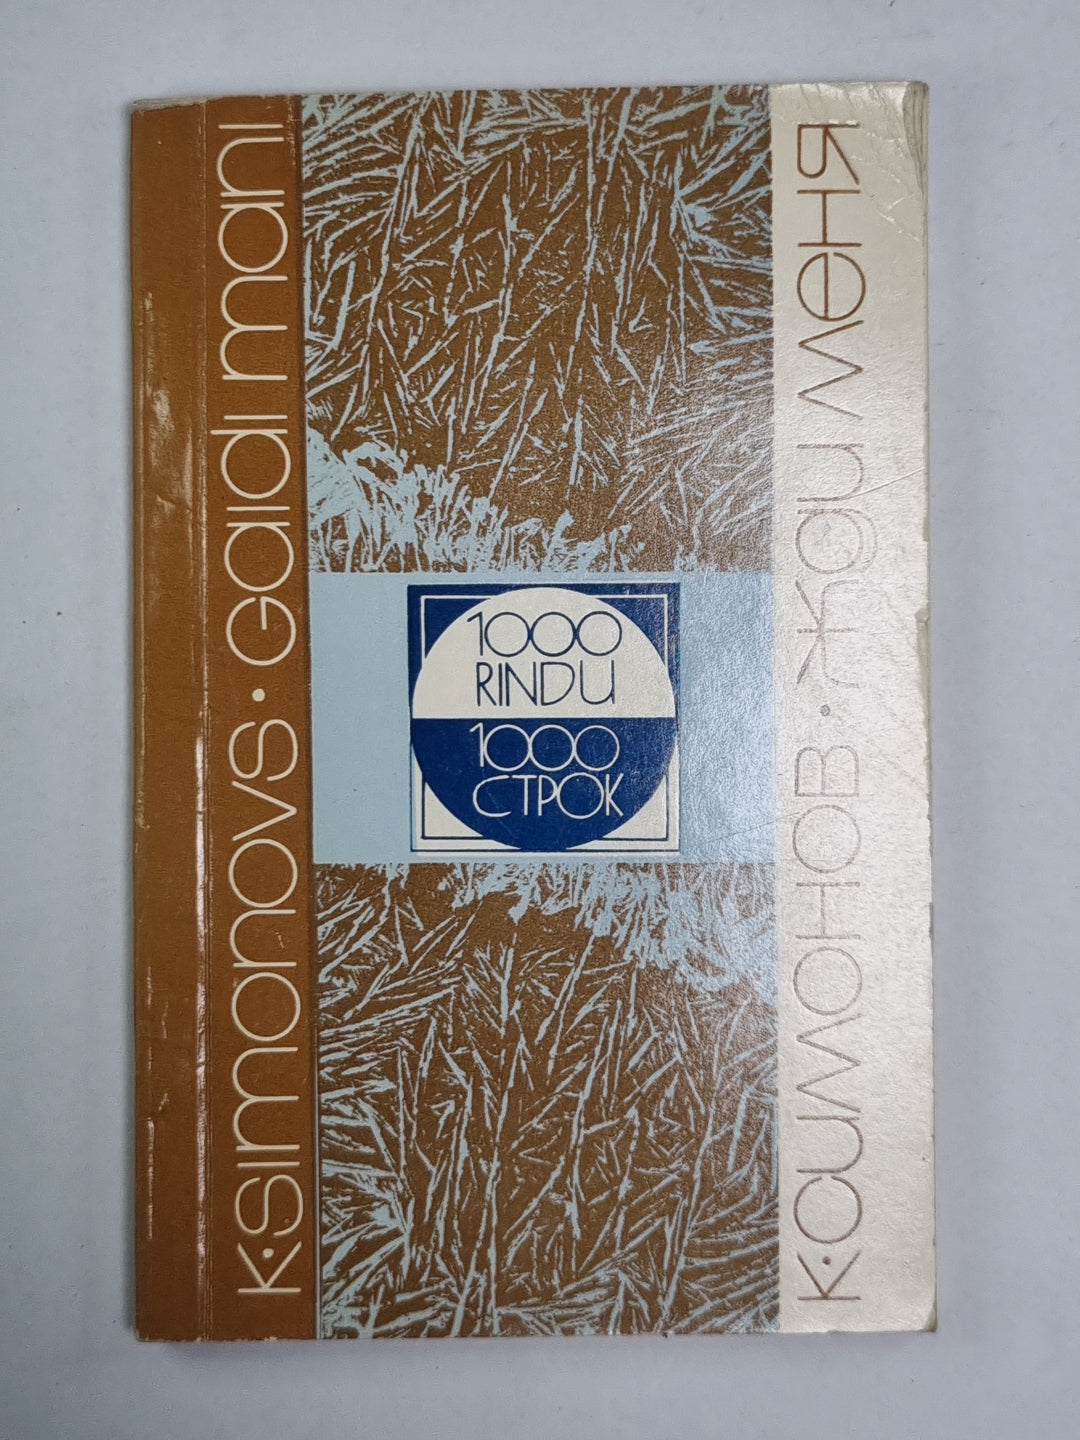 K·SIMONOVS·GAIDI MANI
1000
RINDU
1000
СТРОК
К·СИМОНОВ·ЖДИ МЕНЯ